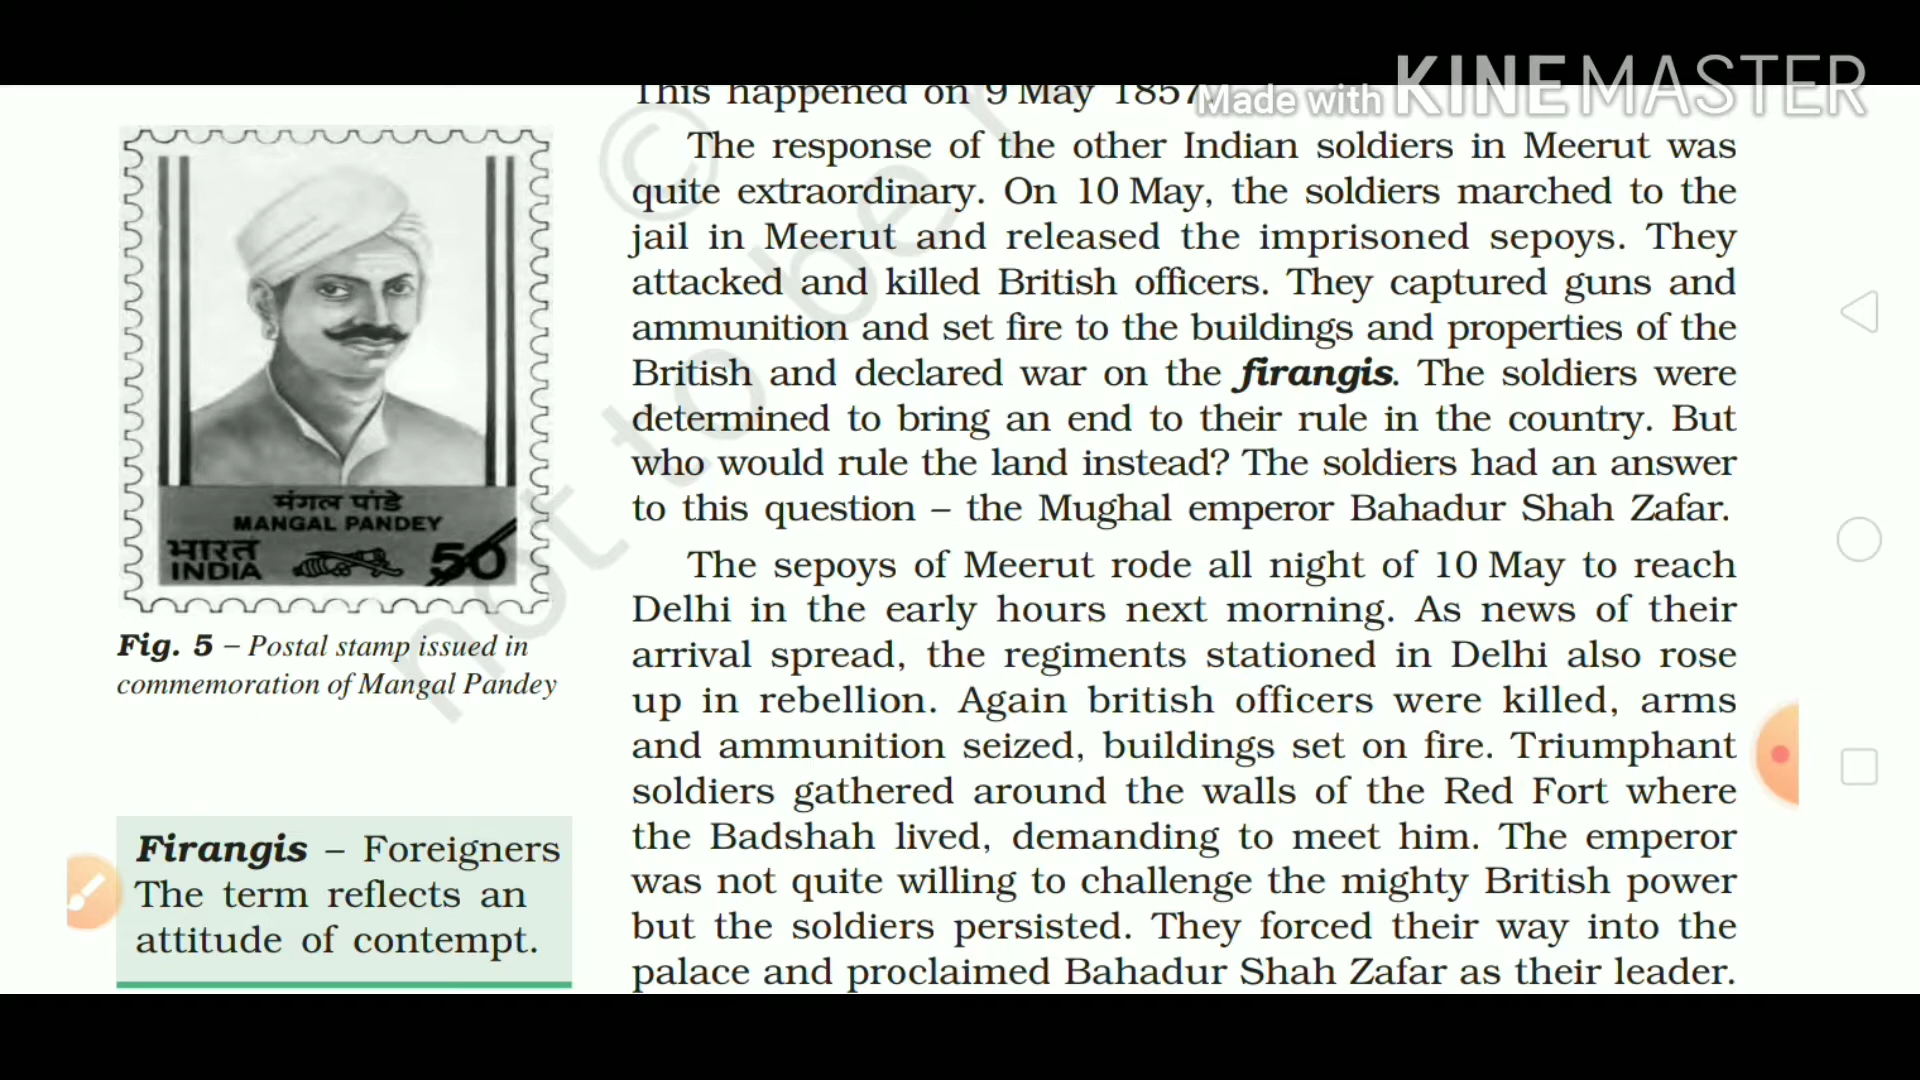 Made with KINEMASTER
This happened on 9 May 1857
The response of the other Indian soldiers in Meerut was
quite extraordinary. On 10 May, the soldiers marched to the
jail in Meerut and released the imprisoned sepoys. They
attacked and killed British officers. They captured guns and
ammunition and set fire to the buildings and properties of the
British and declared war on the firangis. The soldiers were
determined to bring an end to their rule in the country. But
who would rule the land instead? The soldiers had an answer
to this question – the Mughal emperor Bahadur Shah Zafar.
The sepoys of Meerut rode all night of 10 May to reach
Delhi in the early hours next morning. As news of their
arrival spread, the regiments stationed in Delhi also rose
up in rebellion. Again british officers were killed, arms
and ammunition seized, buildings set on fire. Triumphant
soldiers gathered around the walls of the Red Fort where
the Badshah lived, demanding to meet him. The emperor
was not quite willing to challenge the mighty British power
but the soldiers persisted. They forced their way into the
palace and proclaimed Bahadur Shah Zafar as their leader.
मंगल पांडे
MANGAL PANDEY
भारत
INDIA
50
Fig. 5 – Postal stamp issued in
commemoration of Mangal Pandey
Firangis – Foreigners
The term reflects an
attitude of contempt.
© not to be r